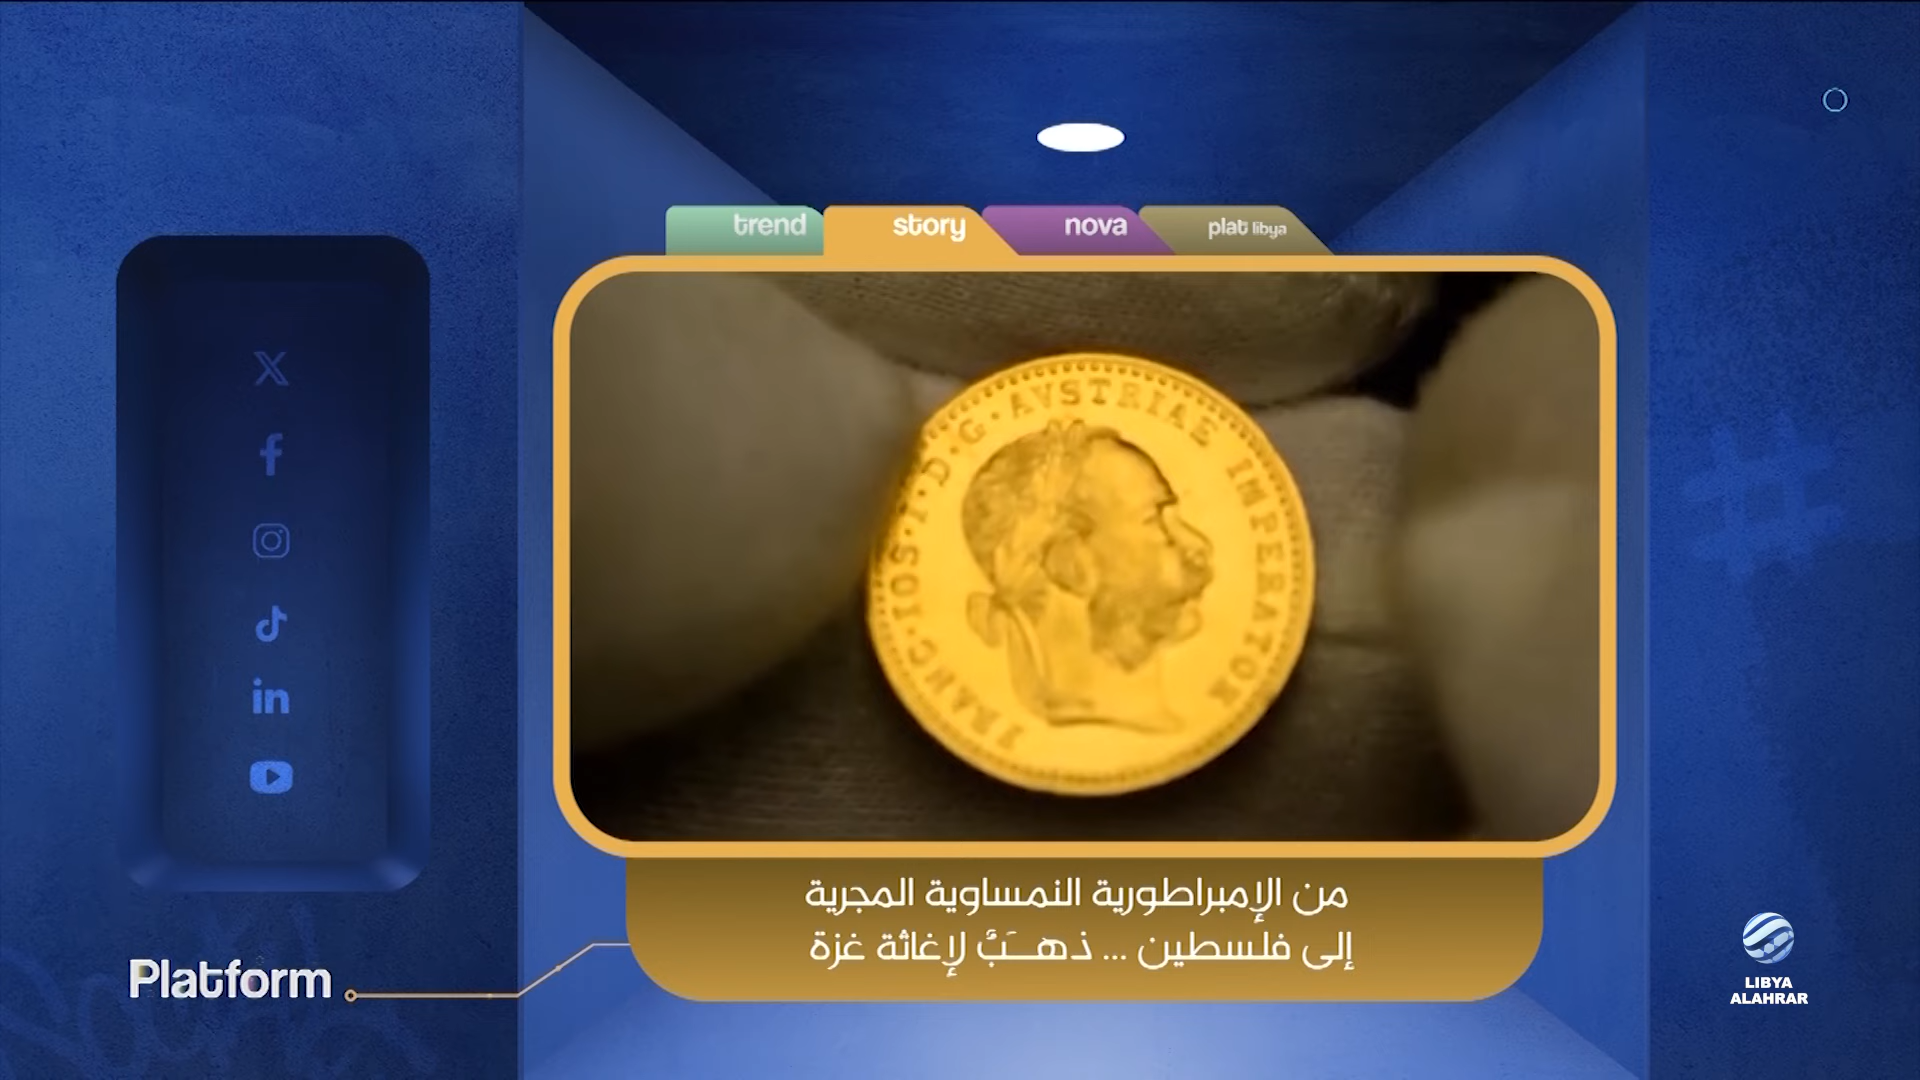 trend
story
nova
plat libya
FRANC·IOS·I·D·G·AVSTRIAE IMPERATOR
من الإمبراطورية النمساوية المجرية
إلى فلسطين ... ذهـــَبٌ لإغاثة غزة
Platform
LIBYA
ALAHRAR